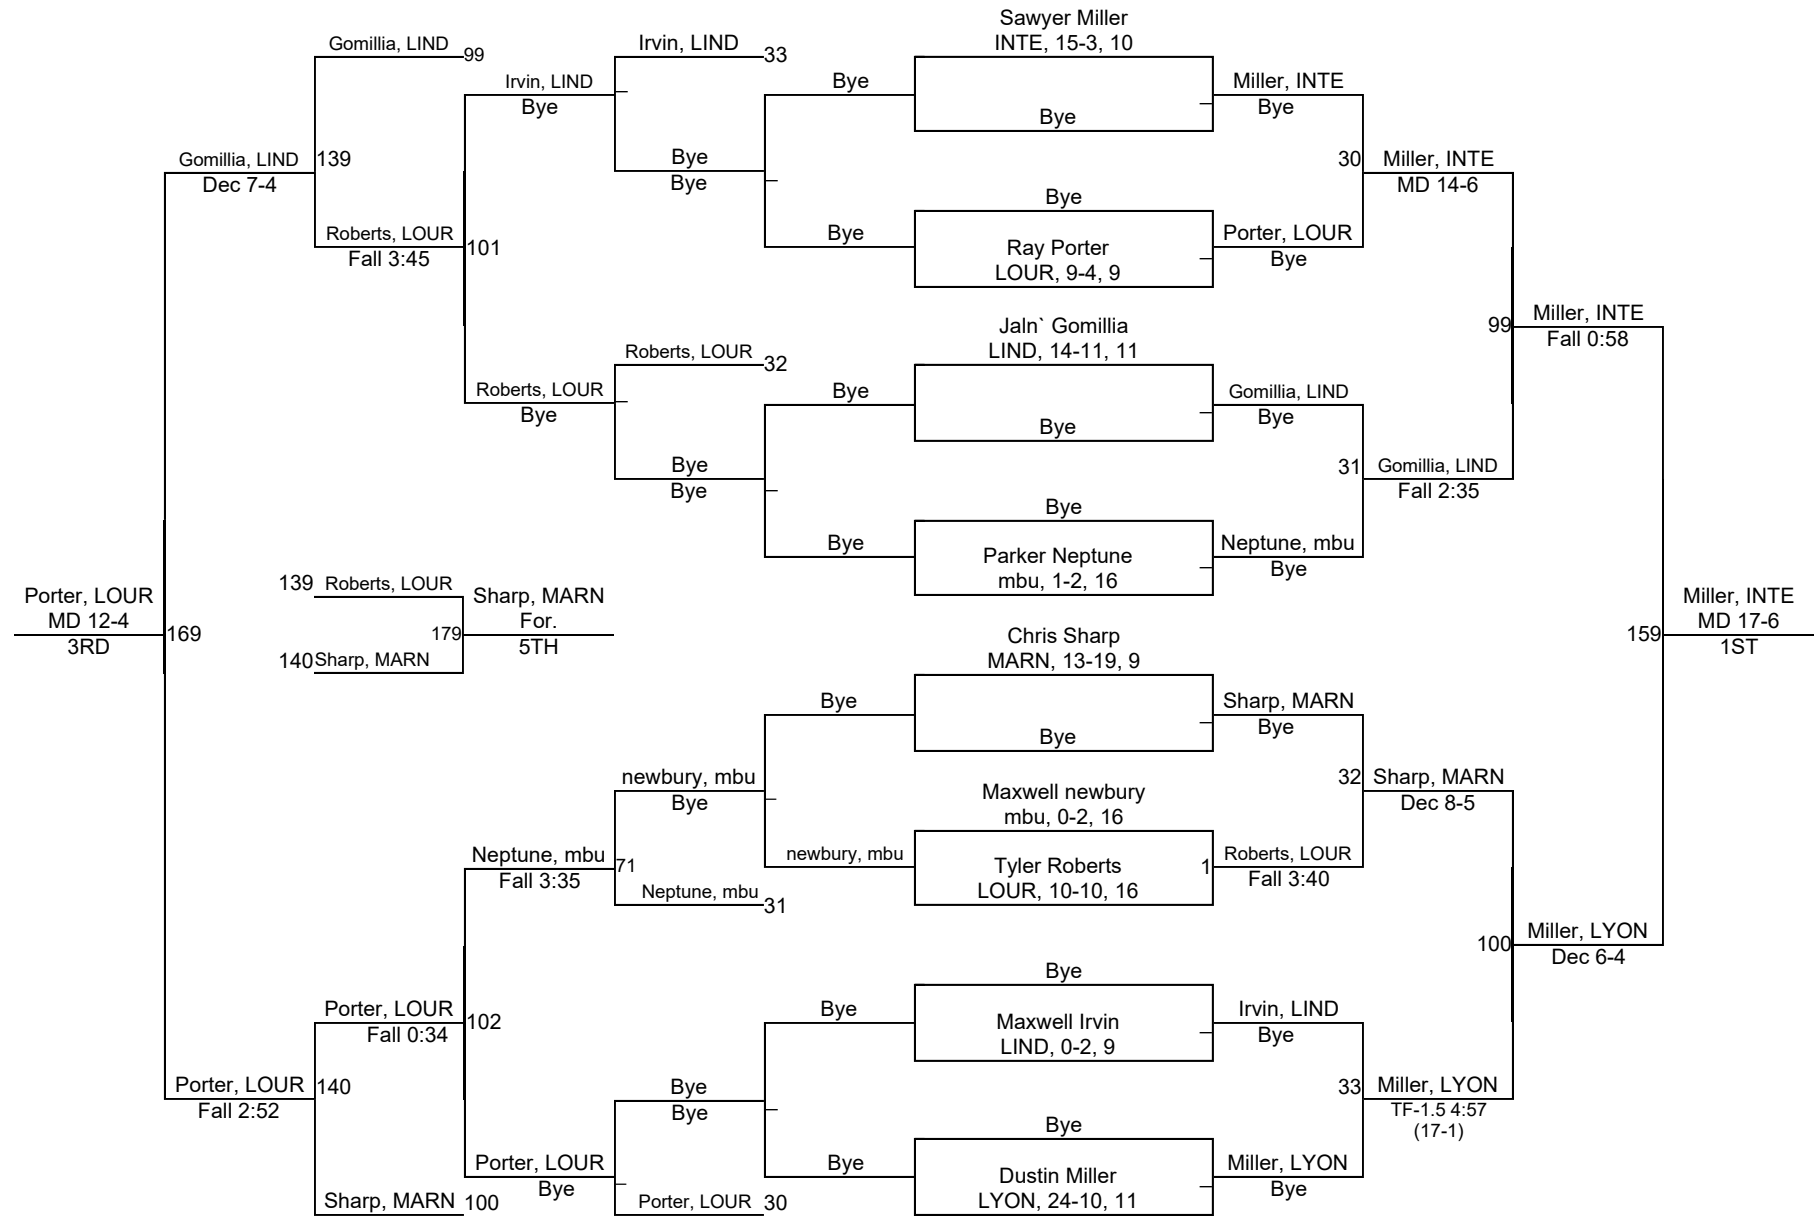 Sawyer Miller
Gomillia, LIND
99
Irvin, LIND
33
INTE, 15-3, 10
Irvin, LIND
Bye
Bye
Miller, INTE
Bye
Bye
Bye
Gomillia, LIND
139
Dec 7-4
Bye
Bye
30
Miller, INTE
MD 14-6
Bye
Roberts, LOUR
Fall 3:45
101
Bye
Ray Porter
LOUR, 9-4, 9
Porter, LOUR
Bye
Jaln` Gomillia
LIND, 14-11, 11
99
Miller, INTE
Fall 0:58
Roberts, LOUR
32
Roberts, LOUR
Bye
Bye
Bye
Gomillia, LIND
Bye
Bye
Bye
31
Gomillia, LIND
Fall 2:35
Bye
Bye
Parker Neptune
mbu, 1-2, 16
Neptune, mbu
Bye
Porter, LOUR
MD 12-4
3RD
169
139
Roberts, LOUR
179
140
Sharp, MARN
Sharp, MARN
For.
5TH
Chris Sharp
MARN, 13-19, 9
159
Miller, INTE
MD 17-6
1ST
Bye
Bye
Sharp, MARN
Bye
newbury, mbu
Bye
Maxwell newbury
mbu, 0-2, 16
32
Sharp, MARN
Dec 8-5
Neptune, mbu
Fall 3:35
71
Neptune, mbu
31
newbury, mbu
Tyler Roberts
LOUR, 10-10, 16
1
Roberts, LOUR
Fall 3:40
100
Miller, LYON
Dec 6-4
Bye
Porter, LOUR
Fall 0:34
102
Bye
Maxwell Irvin
LIND, 0-2, 9
Irvin, LIND
Bye
Porter, LOUR
Fall 2:52
140
Bye
Bye
33
Miller, LYON
TF-1.5 4:57
(17-1)
Bye
Porter, LOUR
Bye
Bye
Dustin Miller
LYON, 24-10, 11
Miller, LYON
Bye
Sharp, MARN
100
Porter, LOUR
30